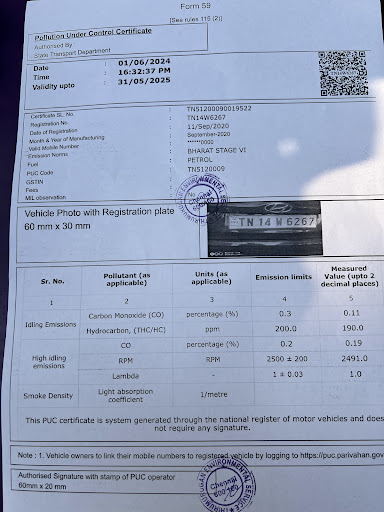 Form 59
[See rules 115 (2)]
Pollution Under Control Certificate
Authorised By :
State Transport Department
Date : 01/06/2024
Time : 16:32:37 PM
Validity upto : 31/05/2025
TN14W6267
Certificate SL. No. : TN51200090019522
Registration No. : TN14W6267
Date of Registration : 11/Sep/2020
Month & Year of Manufacturing : September-2020
Valid Mobile Number : ******0000
Emission Norms : BHARAT STAGE VI
Fuel : PETROL
PUC Code : TN5120009
GSTIN :
Fees :
MIL observation :
Vehicle Photo with Registration plate
60 mm x 30 mm
TN 14 W 6267
Sr. No. Pollutant (as applicable) Units (as applicable) Emission limits Measured Value (upto 2 decimal places)
1 2 3 4 5
Idling Emissions Carbon Monoxide (CO) percentage (%) 0.3 0.11
Hydrocarbon, (THC/HC) ppm 200.0 190.0
High idling emissions CO percentage (%) 0.2 0.19
RPM RPM 2500 ± 200 2491.0
Lambda - 1 ± 0.03 1.0
Smoke Density Light absorption coefficient 1/metre
This PUC certificate is system generated through the national register of motor vehicles and does
not require any signature.
Note : 1. Vehicle owners to link their mobile numbers to registered vehicle by logging to https://puc.parivahan.gov
Authorised Signature with stamp of PUC operator
60mm x 20 mm
ENVIRONMENTAL SERVICE
Chennai